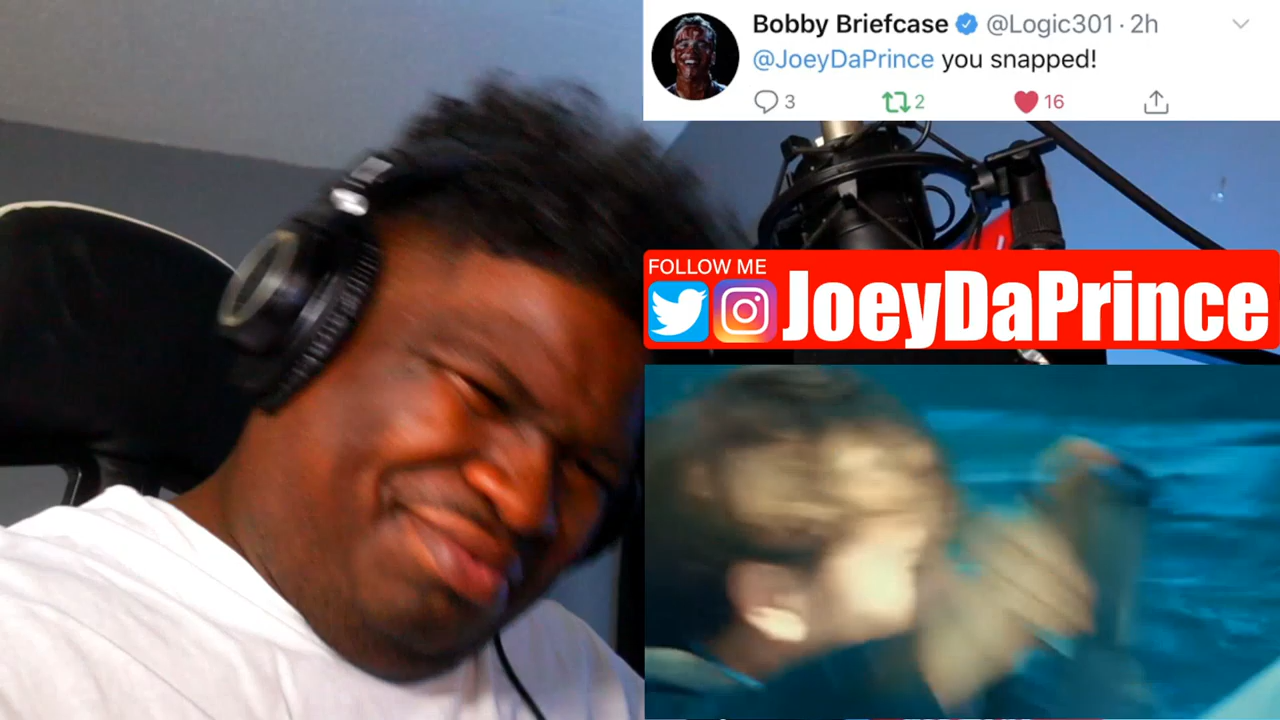 Bobby Briefcase @Logic301 · 2h
@JoeyDaPrince you snapped!
3 2 16
FOLLOW ME
JoeyDaPrince